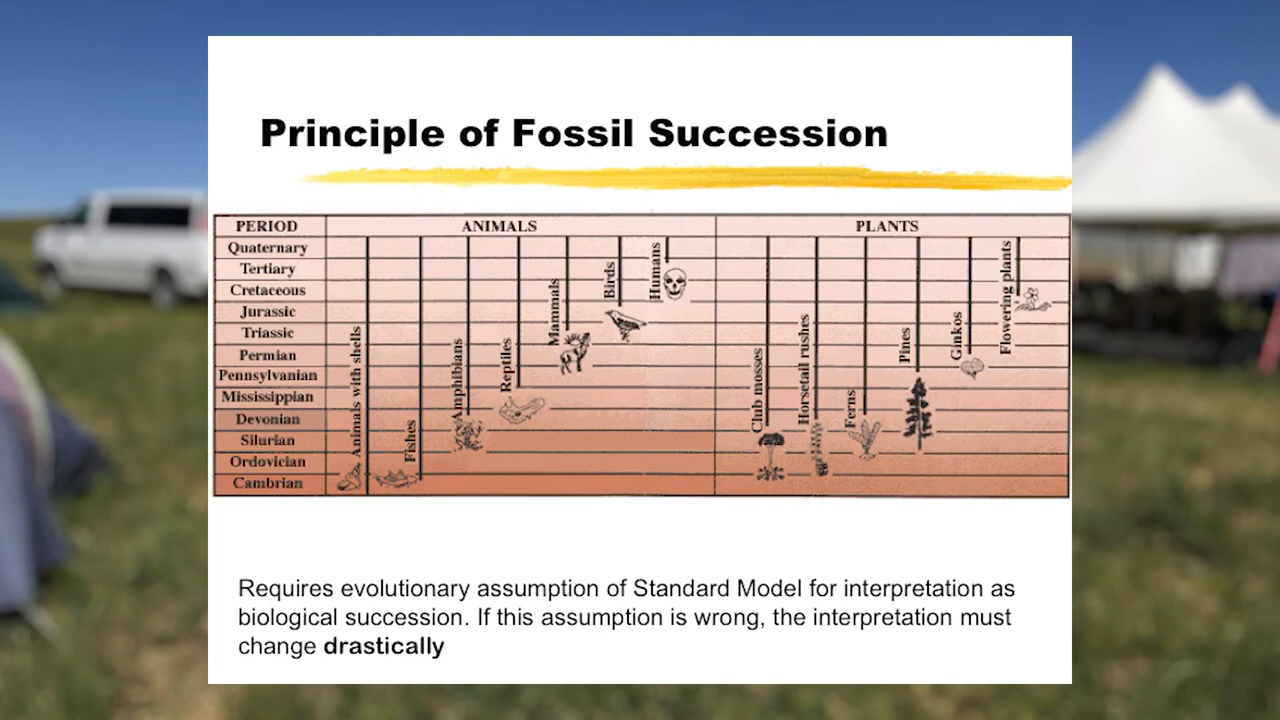 Principle of Fossil Succession
PERIOD ANIMALS PLANTS
Quaternary
Tertiary
Cretaceous
Jurassic
Triassic
Permian
Pennsylvanian
Mississippian
Devonian
Silurian
Ordovician
Cambrian
Animals with shells
Fishes
Amphibians
Reptiles
Mammals
Birds
Humans
Club mosses
Horsetail rushes
Ferns
Pines
Ginkos
Flowering plants
Requires evolutionary assumption of Standard Model for interpretation as
biological succession. If this assumption is wrong, the interpretation must
change drastically